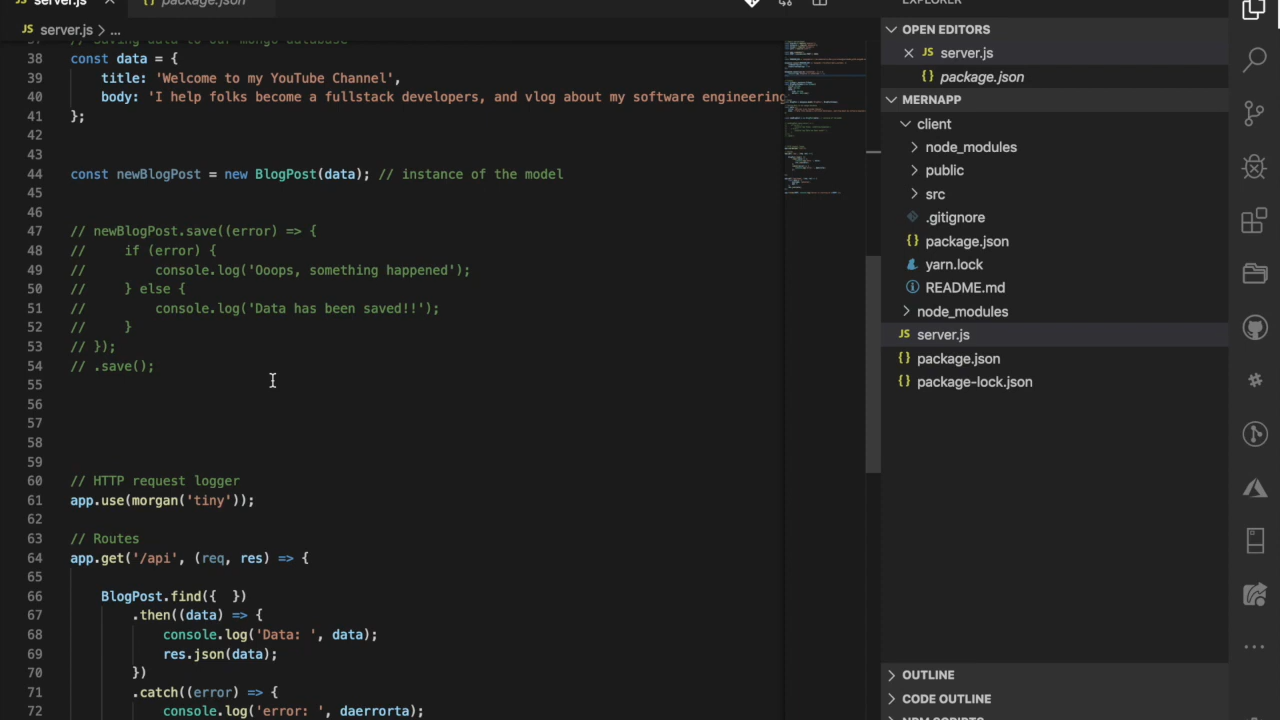 server.js
package.json
EXPLORER
server.js > ...
OPEN EDITORS
server.js
package.json
MERNAPP
client
node_modules
public
src
.gitignore
package.json
yarn.lock
README.md
node_modules
server.js
package.json
package-lock.json
OUTLINE
CODE OUTLINE
NPM SCRIPTS
37 // Saving data to our mongo database
38 const data = {
39     title: 'Welcome to my YouTube Channel',
40     body: 'I help folks become a fullstack developers, and vlog about my software engineering
41 };
42
43
44 const newBlogPost = new BlogPost(data); // instance of the model
45
46
47 // newBlogPost.save((error) => {
48 //     if (error) {
49 //         console.log('Ooops, something happened');
50 //     } else {
51 //         console.log('Data has been saved!!');
52 //     }
53 // });
54 // .save();
55
56
57
58
59
60 // HTTP request logger
61 app.use(morgan('tiny'));
62
63 // Routes
64 app.get('/api', (req, res) => {
65
66     BlogPost.find({  })
67         .then((data) => {
68             console.log('Data: ', data);
69             res.json(data);
70         })
71         .catch((error) => {
72             console.log('error: ', daerrorta);